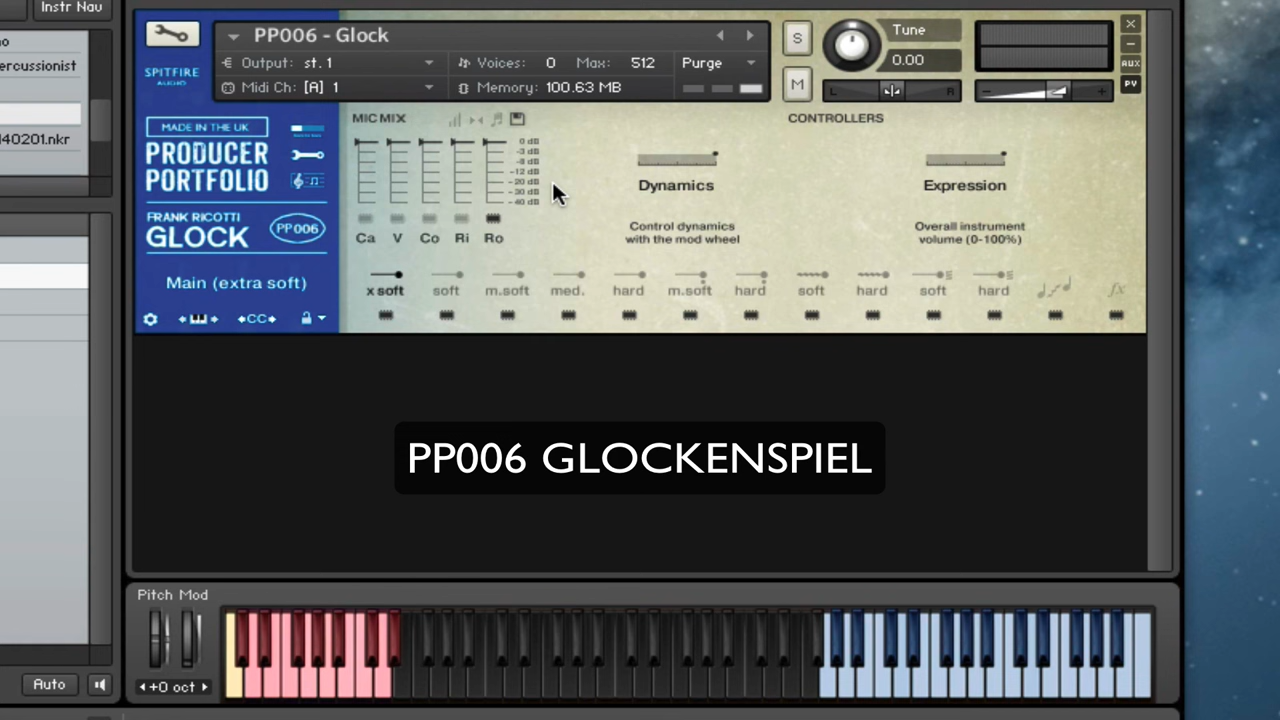 Instr Nav
ercussionist
140201.nkr
PP006 - Glock
S
Tune
0.00
Output: st. 1
Voices: 0 Max: 512
Purge
Midi Ch: [A] 1
Memory: 100.63 MB
M
L R
- +
AUX
PV
SPITFIRE
AUDIO
MADE IN THE UK
PRODUCER
PORTFOLIO
FRANK RICOTTI
GLOCK
PP006
Main (extra soft)
CC
MIC MIX
0 dB
-3 dB
-8 dB
-12 dB
-20 dB
-30 dB
-40 dB
Ca V Co Ri Ro
CONTROLLERS
Dynamics
Control dynamics
with the mod wheel
Expression
Overall instrument
volume (0-100%)
x soft soft m.soft med. hard m.soft hard soft hard soft hard fx
PP006 GLOCKENSPIEL
Pitch Mod
+0 oct
Auto